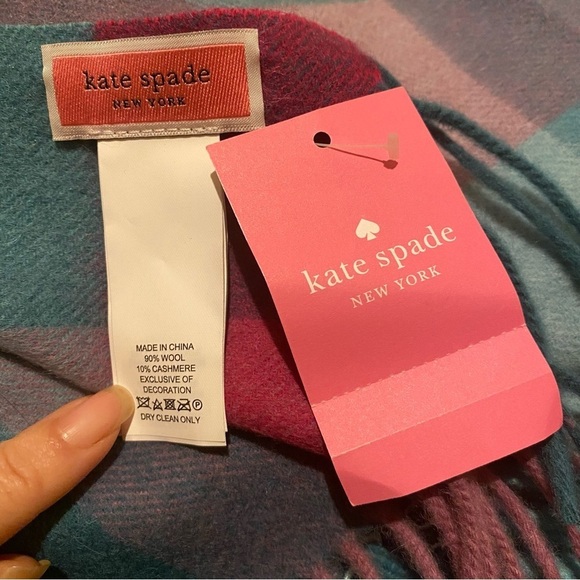 kate spade
NEW YORK
kate spade
NEW YORK
MADE IN CHINA
90% WOOL
10% CASHMERE
EXCLUSIVE OF
DECORATION
P
DRY CLEAN ONLY